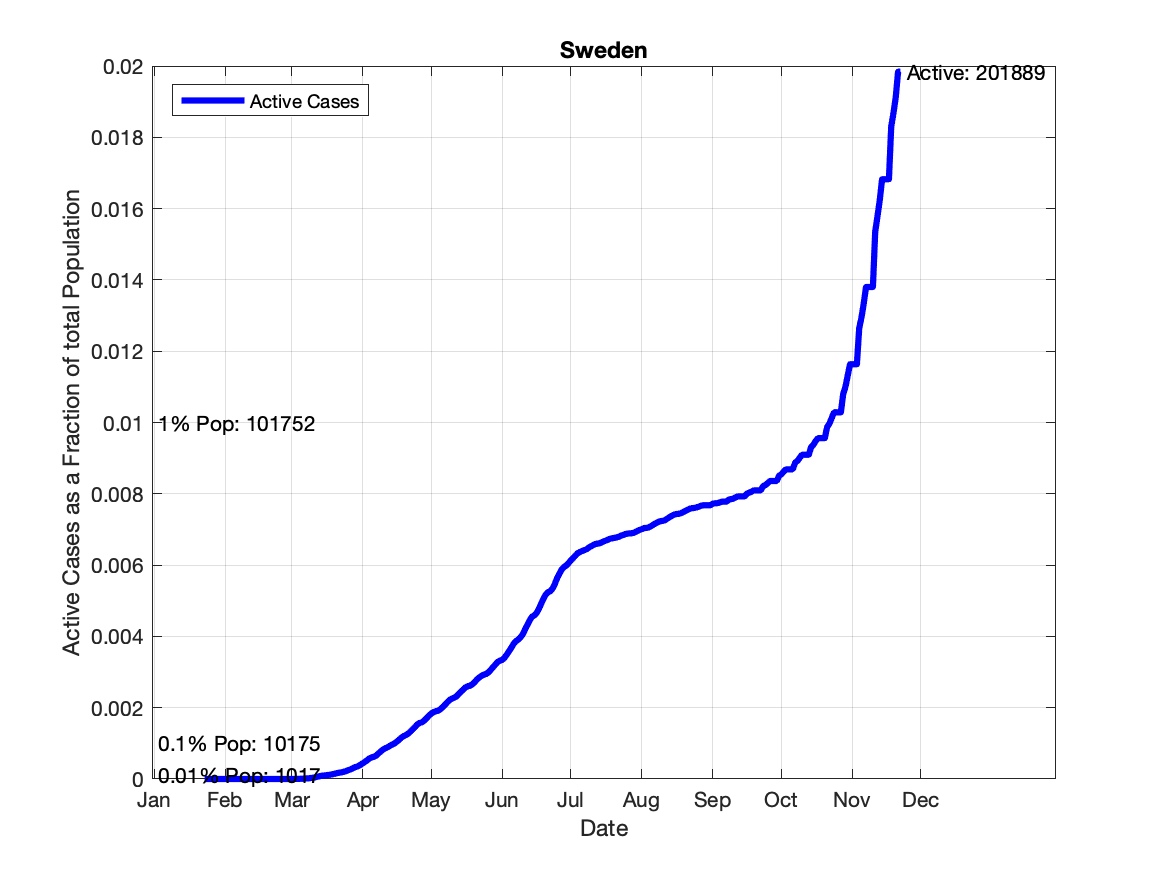 Sweden
0.02
Active: 201889
Active Cases
0.018
0.016
0.014
0.012
0.01
1% Pop: 101752
0.008
0.006
0.004
0.002
0.1% Pop: 10175
0
0.01% Pop: 1017
Active Cases as a Fraction of total Population
Jan Feb Mar Apr May Jun Jul Aug Sep Oct Nov Dec
Date